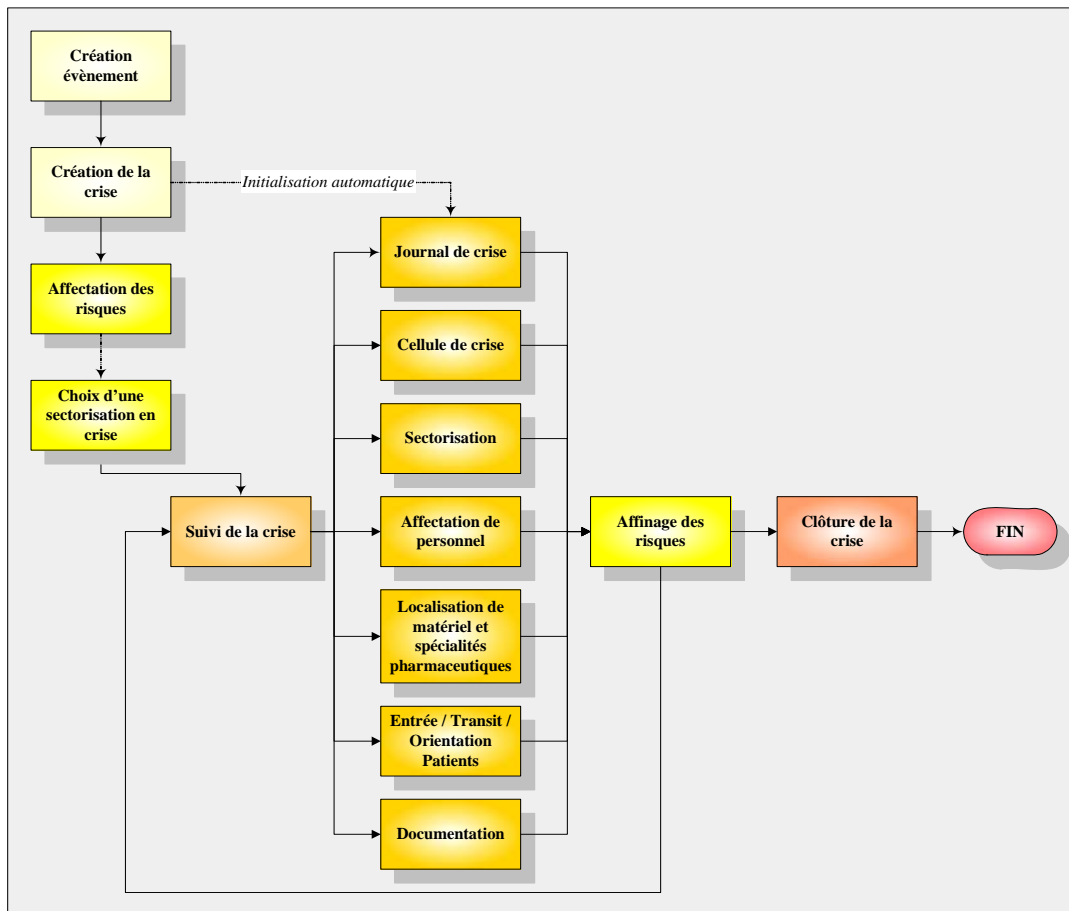 Création
évènement
Création de la
crise
Initialisation automatique
Journal de crise
Affectation des
risques
Cellule de crise
Choix d'une
sectorisation en
crise
Sectorisation
Suivi de la crise
Affectation de
personnel
Affinage des
risques
Clôture de la
crise
FIN
Localisation de
matériel et
spécialités
pharmaceutiques
Entrée / Transit /
Orientation
Patients
Documentation